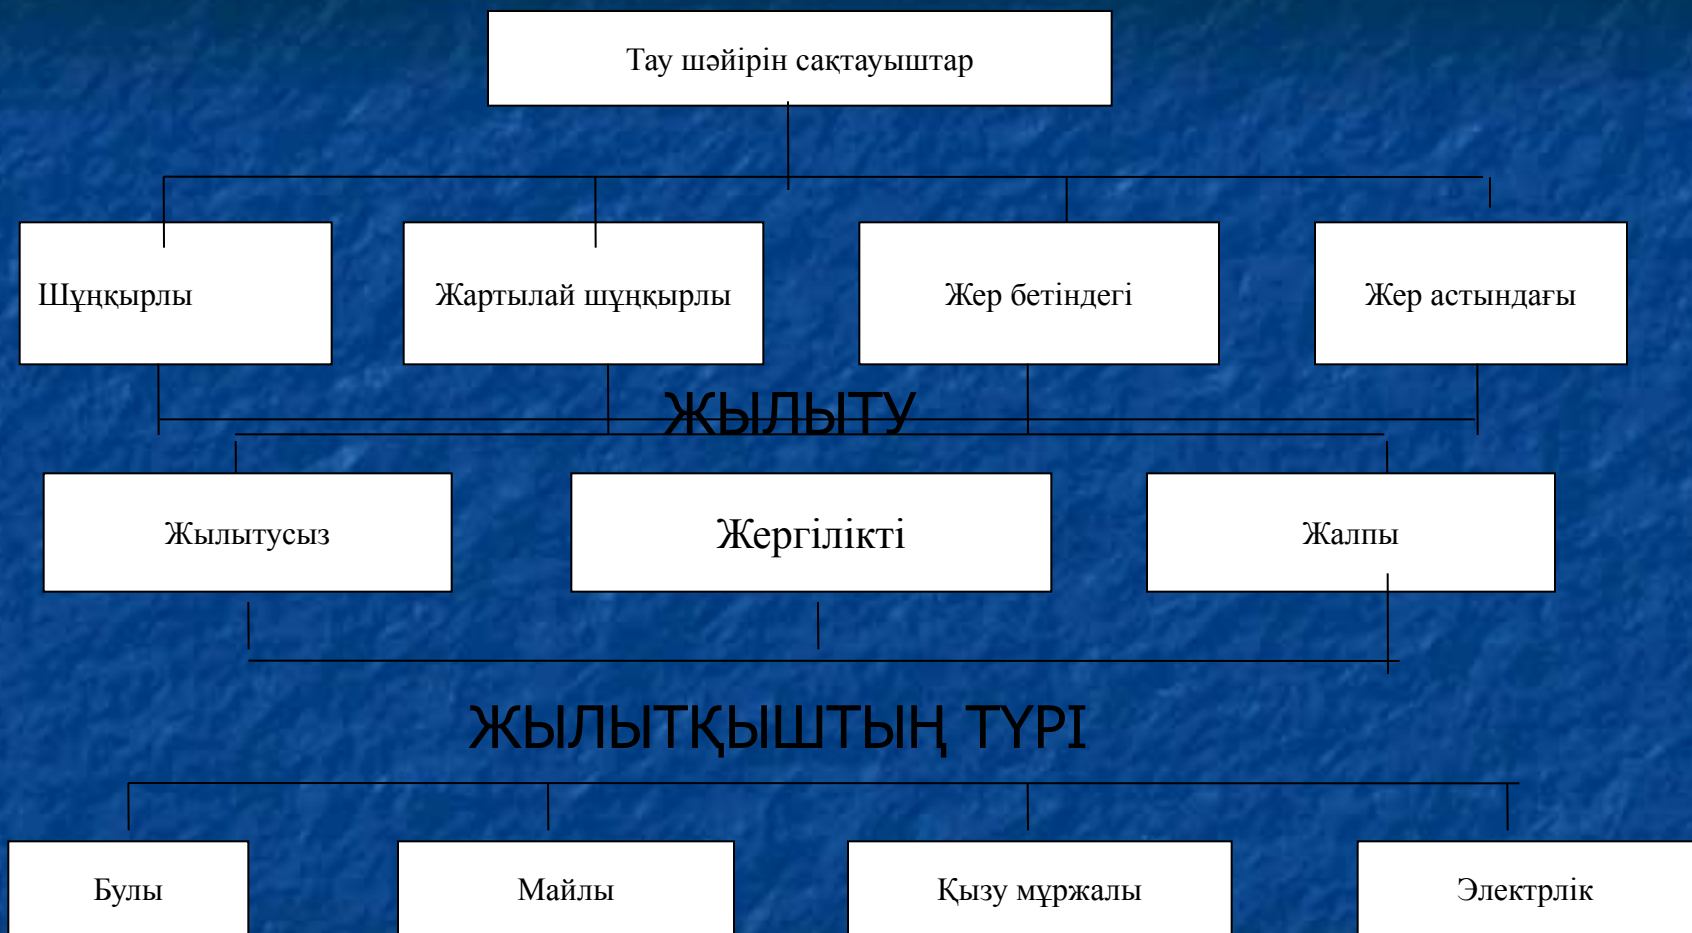 Тау шәйірін сақтауыштар
Шұңқырлы
Жартылай шұңқырлы
Жер бетіндегі
Жер астындағы
ЖЫЛЫТУ
Жылытусыз
Жергілікті
Жалпы
ЖЫЛЫТҚЫШТЫҢ ТҮРІ
Булы
Майлы
Қызу мұржалы
Электрлік